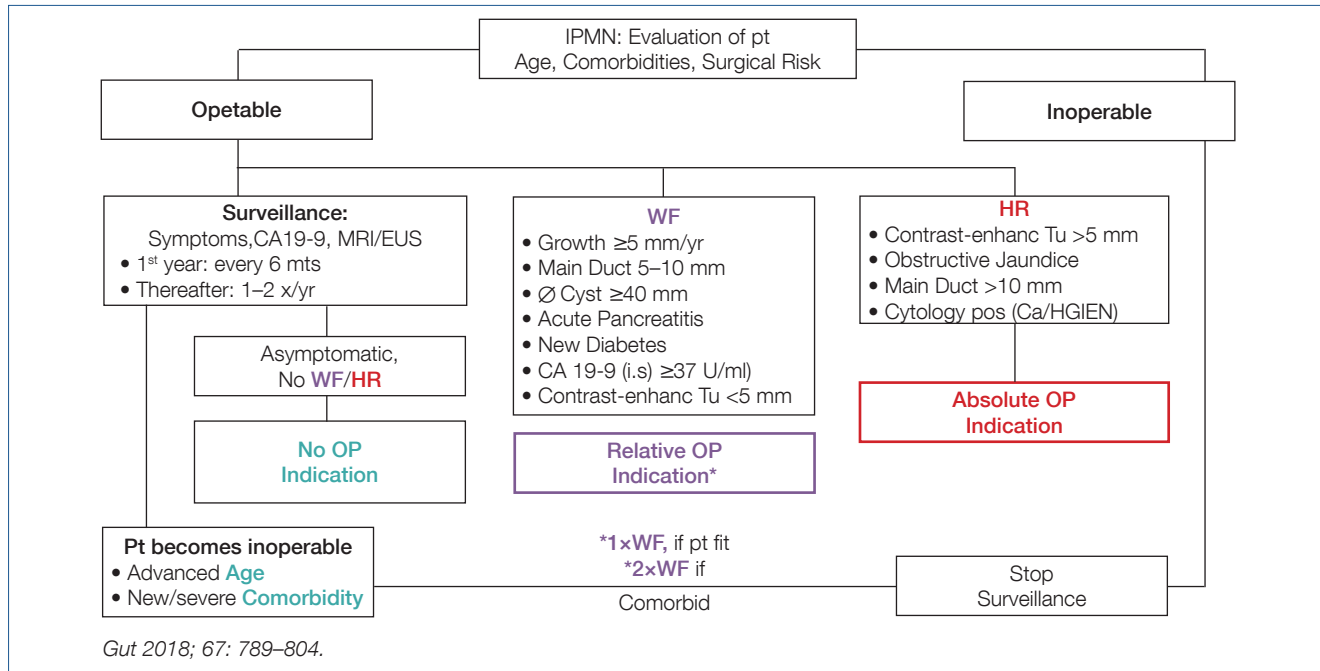 IPMN: Evaluation of pt
Age, Comorbidities, Surgical Risk
Opetable
Inoperable
Surveillance:
Symptoms,CA19-9, MRI/EUS
• 1st year: every 6 mts
• Thereafter: 1–2 x/yr
WF
• Growth ≥5 mm/yr
• Main Duct 5–10 mm
• ∅ Cyst ≥40 mm
• Acute Pancreatitis
• New Diabetes
• CA 19-9 (i.s) ≥37 U/ml)
• Contrast-enhanc Tu <5 mm
HR
• Contrast-enhanc Tu >5 mm
• Obstructive Jaundice
• Main Duct >10 mm
• Cytology pos (Ca/HGIEN)
Asymptomatic,
No WF/HR
Absolute OP
Indication
No OP
Indication
Relative OP
Indication*
Pt becomes inoperable
• Advanced Age
• New/severe Comorbidity
*1×WF, if pt fit
*2×WF if
Comorbid
Stop
Surveillance
Gut 2018; 67: 789–804.